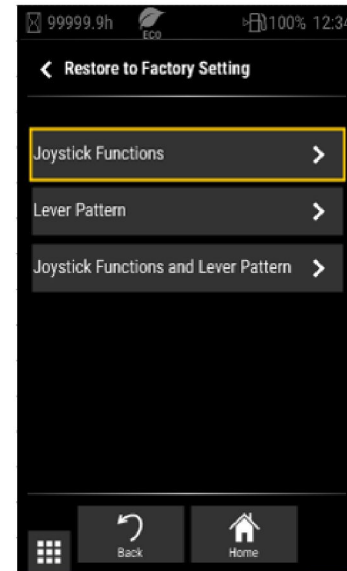 99999.9h ECO 100% 12:34
Restore to Factory Setting
Joystick Functions
Lever Pattern
Joystick Functions and Lever Pattern
Back Home